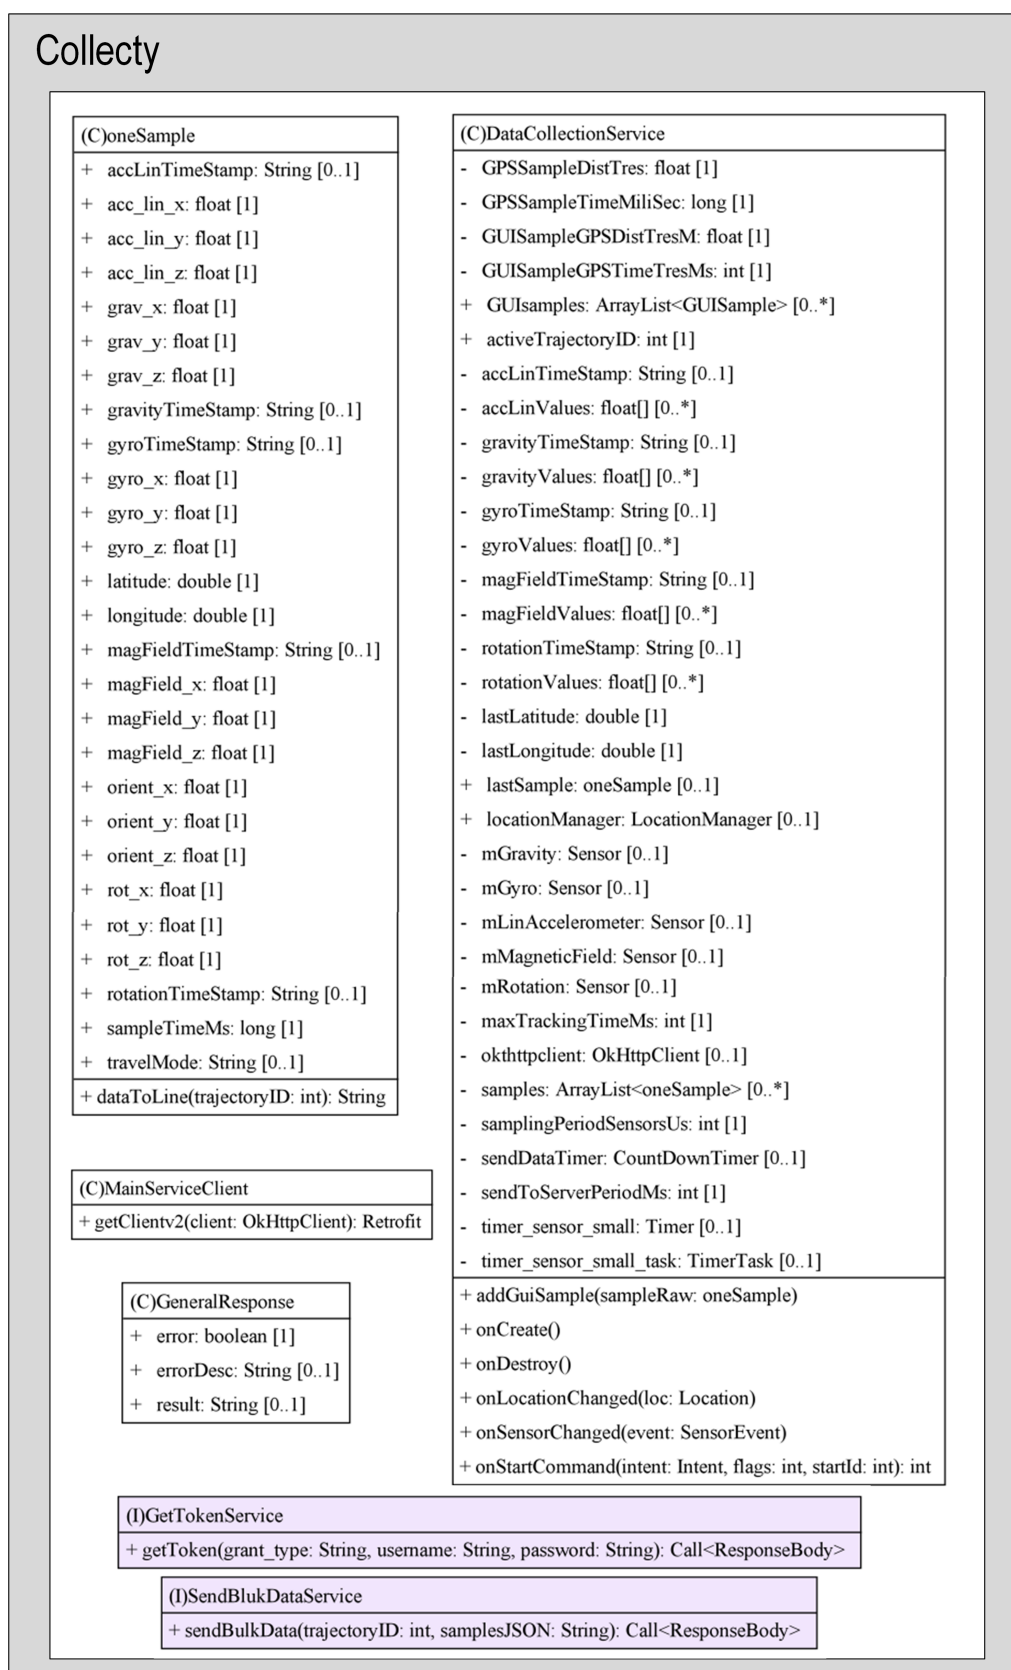 Collecty
(C)oneSample
+ accLinTimeStamp: String [0..1]
+ acc_lin_x: float [1]
+ acc_lin_y: float [1]
+ acc_lin_z: float [1]
+ grav_x: float [1]
+ grav_y: float [1]
+ grav_z: float [1]
+ gravityTimeStamp: String [0..1]
+ gyroTimeStamp: String [0..1]
+ gyro_x: float [1]
+ gyro_y: float [1]
+ gyro_z: float [1]
+ latitude: double [1]
+ longitude: double [1]
+ magFieldTimeStamp: String [0..1]
+ magField_x: float [1]
+ magField_y: float [1]
+ magField_z: float [1]
+ orient_x: float [1]
+ orient_y: float [1]
+ orient_z: float [1]
+ rot_x: float [1]
+ rot_y: float [1]
+ rot_z: float [1]
+ rotationTimeStamp: String [0..1]
+ sampleTimeMs: long [1]
+ travelMode: String [0..1]
+ dataToLine(trajectoryID: int): String
(C)MainServiceClient
+ getClientv2(client: OkHttpClient): Retrofit
(C)GeneralResponse
+ error: boolean [1]
+ errorDesc: String [0..1]
+ result: String [0..1]
(C)DataCollectionService
- GPSSampleDistTres: float [1]
- GPSSampleTimeMiliSec: long [1]
- GUISampleGPSDistTresM: float [1]
- GUISampleGPSTimeTresMs: int [1]
+ GUIsamples: ArrayList<GUISample> [0..*]
+ activeTrajectoryID: int [1]
- accLinTimeStamp: String [0..1]
- accLinValues: float[] [0..*]
- gravityTimeStamp: String [0..1]
- gravityValues: float[] [0..*]
- gyroTimeStamp: String [0..1]
- gyroValues: float[] [0..*]
- magFieldTimeStamp: String [0..1]
- magFieldValues: float[] [0..*]
- rotationTimeStamp: String [0..1]
- rotationValues: float[] [0..*]
- lastLatitude: double [1]
- lastLongitude: double [1]
+ lastSample: oneSample [0..1]
+ locationManager: LocationManager [0..1]
- mGravity: Sensor [0..1]
- mGyro: Sensor [0..1]
- mLinAccelerometer: Sensor [0..1]
- mMagneticField: Sensor [0..1]
- mRotation: Sensor [0..1]
- maxTrackingTimeMs: int [1]
- okthttpclient: OkHttpClient [0..1]
- samples: ArrayList<oneSample> [0..*]
- samplingPeriodSensorsUs: int [1]
- sendDataTimer: CountDownTimer [0..1]
- sendToServerPeriodMs: int [1]
- timer_sensor_small: Timer [0..1]
- timer_sensor_small_task: TimerTask [0..1]
+ addGuiSample(sampleRaw: oneSample)
+ onCreate()
+ onDestroy()
+ onLocationChanged(loc: Location)
+ onSensorChanged(event: SensorEvent)
+ onStartCommand(intent: Intent, flags: int, startId: int): int
(I)GetTokenService
+ getToken(grant_type: String, username: String, password: String): Call<ResponseBody>
(I)SendBlukDataService
+ sendBulkData(trajectoryID: int, samplesJSON: String): Call<ResponseBody>